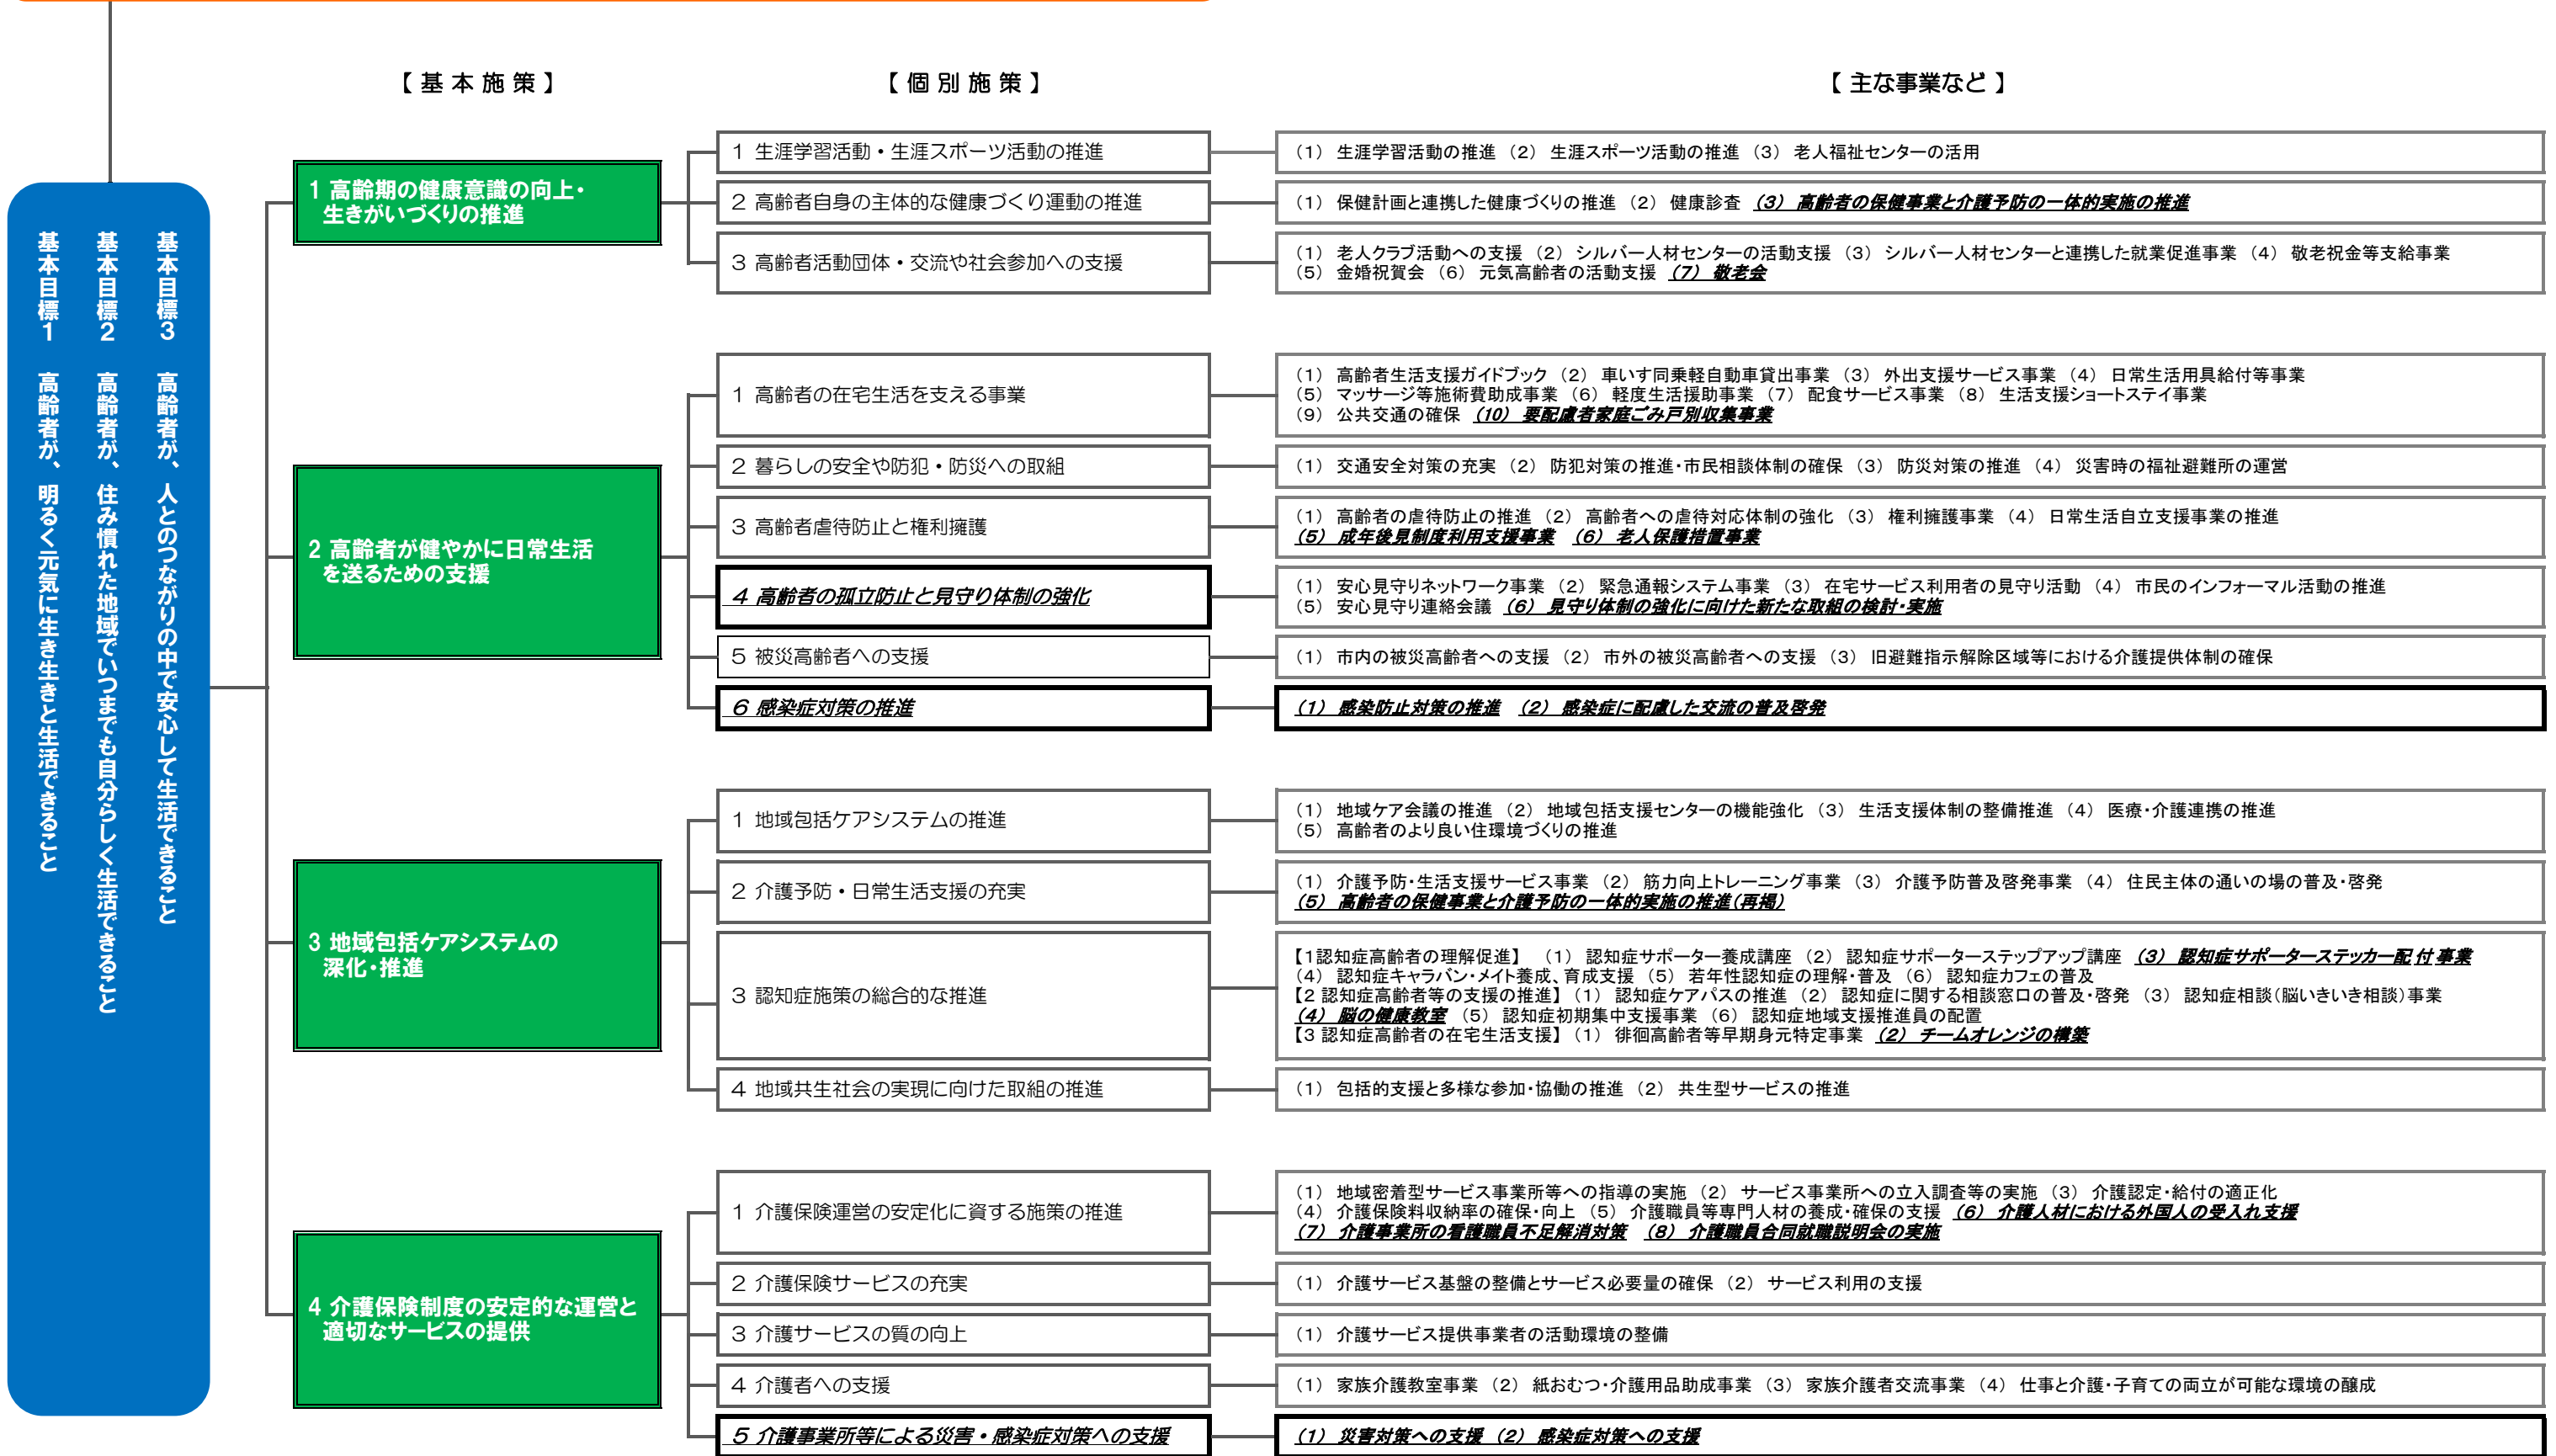 【 基 本 施 策 】
【 個 別 施 策 】
【 主な事業など 】
基本目標3　高齢者が、人とのつながりの中で安心して生活できること
基本目標2　高齢者が、住み慣れた地域でいつまでも自分らしく生活できること
基本目標1　高齢者が、明るく元気に生き生きと生活できること
1 高齢期の健康意識の向上・
生きがいづくりの推進
1 生涯学習活動・生涯スポーツ活動の推進
(1) 生涯学習活動の推進 (2) 生涯スポーツ活動の推進 (3) 老人福祉センターの活用
2 高齢者自身の主体的な健康づくり運動の推進
(1) 保健計画と連携した健康づくりの推進 (2) 健康診査 (3) 高齢者の保健事業と介護予防の一体的実施の推進
3 高齢者活動団体・交流や社会参加への支援
(1) 老人クラブ活動への支援 (2) シルバー人材センターの活動支援 (3) シルバー人材センターと連携した就業促進事業 (4) 敬老祝金等支給事業
(5) 金婚祝賀会 (6) 元気高齢者の活動支援 (7) 敬老会
2 高齢者が健やかに日常生活
を送るための支援
1 高齢者の在宅生活を支える事業
(1) 高齢者生活支援ガイドブック (2) 車いす同乗軽自動車貸出事業 (3) 外出支援サービス事業 (4) 日常生活用具給付等事業
(5) マッサージ等施術費助成事業 (6) 軽度生活援助事業 (7) 配食サービス事業 (8) 生活支援ショートステイ事業
(9) 公共交通の確保 (10) 要配慮者家庭ごみ戸別収集事業
2 暮らしの安全や防犯・防災への取組
(1) 交通安全対策の充実 (2) 防犯対策の推進・市民相談体制の確保 (3) 防災対策の推進 (4) 災害時の福祉避難所の運営
3 高齢者虐待防止と権利擁護
(1) 高齢者の虐待防止の推進 (2) 高齢者への虐待対応体制の強化 (3) 権利擁護事業 (4) 日常生活自立支援事業の推進
(5) 成年後見制度利用支援事業 (6) 老人保護措置事業
4 高齢者の孤立防止と見守り体制の強化
(1) 安心見守りネットワーク事業 (2) 緊急通報システム事業 (3) 在宅サービス利用者の見守り活動 (4) 市民のインフォーマル活動の推進
(5) 安心見守り連絡会議 (6) 見守り体制の強化に向けた新たな取組の検討・実施
5 被災高齢者への支援
(1) 市内の被災高齢者への支援 (2) 市外の被災高齢者への支援 (3) 旧避難指示解除区域等における介護提供体制の確保
6 感染症対策の推進
(1) 感染防止対策の推進 (2) 感染症に配慮した交流の普及啓発
3 地域包括ケアシステムの
深化・推進
1 地域包括ケアシステムの推進
(1) 地域ケア会議の推進 (2) 地域包括支援センターの機能強化 (3) 生活支援体制の整備推進 (4) 医療・介護連携の推進
(5) 高齢者のより良い住環境づくりの推進
2 介護予防・日常生活支援の充実
(1) 介護予防・生活支援サービス事業 (2) 筋力向上トレーニング事業 (3) 介護予防普及啓発事業 (4) 住民主体の通いの場の普及・啓発
(5) 高齢者の保健事業と介護予防の一体的実施の推進(再掲)
3 認知症施策の総合的な推進
【1認知症高齢者の理解促進】 (1) 認知症サポーター養成講座 (2) 認知症サポーターステップアップ講座 (3) 認知症サポーターステッカー配付事業
(4) 認知症キャラバン・メイト養成、育成支援 (5) 若年性認知症の理解・普及 (6) 認知症カフェの普及
【2 認知症高齢者等の支援の推進】 (1) 認知症ケアパスの推進 (2) 認知症に関する相談窓口の普及・啓発 (3) 認知症相談(脳いきいき相談)事業
(4) 脳の健康教室 (5) 認知症初期集中支援事業 (6) 認知症地域支援推進員の配置
【3 認知症高齢者の在宅生活支援】 (1) 徘徊高齢者等早期身元特定事業 (2) チームオレンジの構築
4 地域共生社会の実現に向けた取組の推進
(1) 包括的支援と多様な参加・協働の推進 (2) 共生型サービスの推進
4 介護保険制度の安定的な運営と
適切なサービスの提供
1 介護保険運営の安定化に資する施策の推進
(1) 地域密着型サービス事業所等への指導の実施 (2) サービス事業所への立入調査等の実施 (3) 介護認定・給付の適正化
(4) 介護保険料収納率の確保・向上 (5) 介護職員等専門人材の養成・確保の支援 (6) 介護人材における外国人の受入れ支援
(7) 介護事業所の看護職員不足解消対策 (8) 介護職員合同就職説明会の実施
2 介護保険サービスの充実
(1) 介護サービス基盤の整備とサービス必要量の確保 (2) サービス利用の支援
3 介護サービスの質の向上
(1) 介護サービス提供事業者の活動環境の整備
4 介護者への支援
(1) 家族介護教室事業 (2) 紙おむつ・介護用品助成事業 (3) 家族介護者交流事業 (4) 仕事と介護・子育ての両立が可能な環境の醸成
5 介護事業所等による災害・感染症対策への支援
(1) 災害対策への支援 (2) 感染症対策への支援